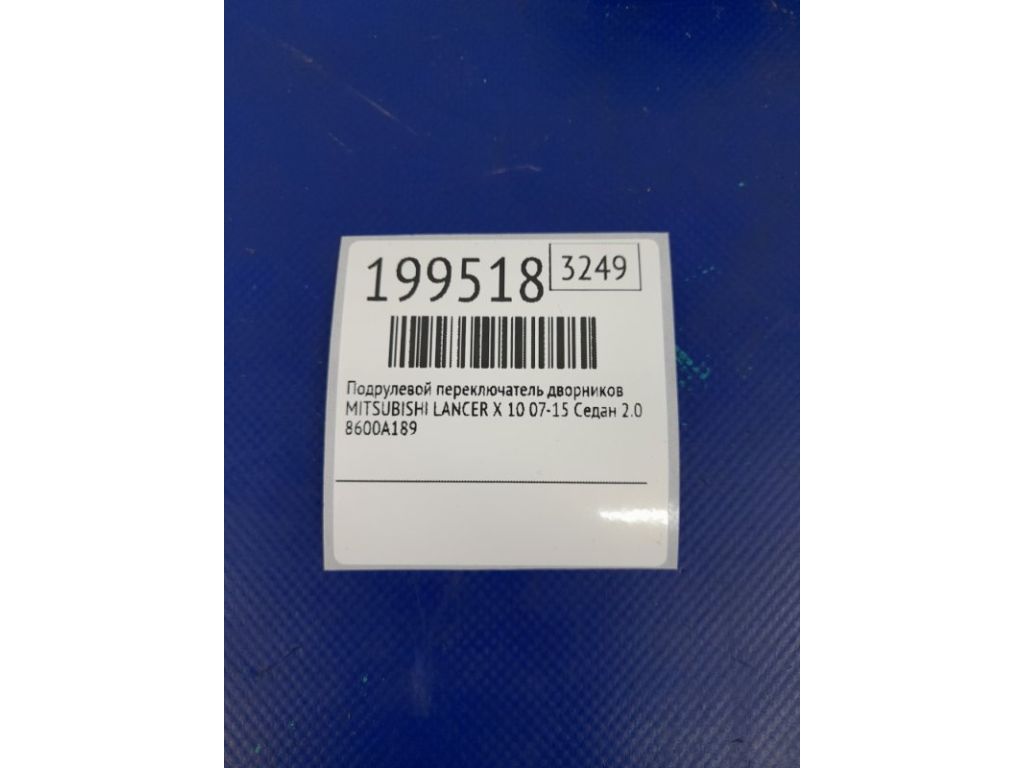 199518
3249
Подрулевой переключатель дворников
MITSUBISHI LANCER X 10 07-15 Седан 2.0
8600A189